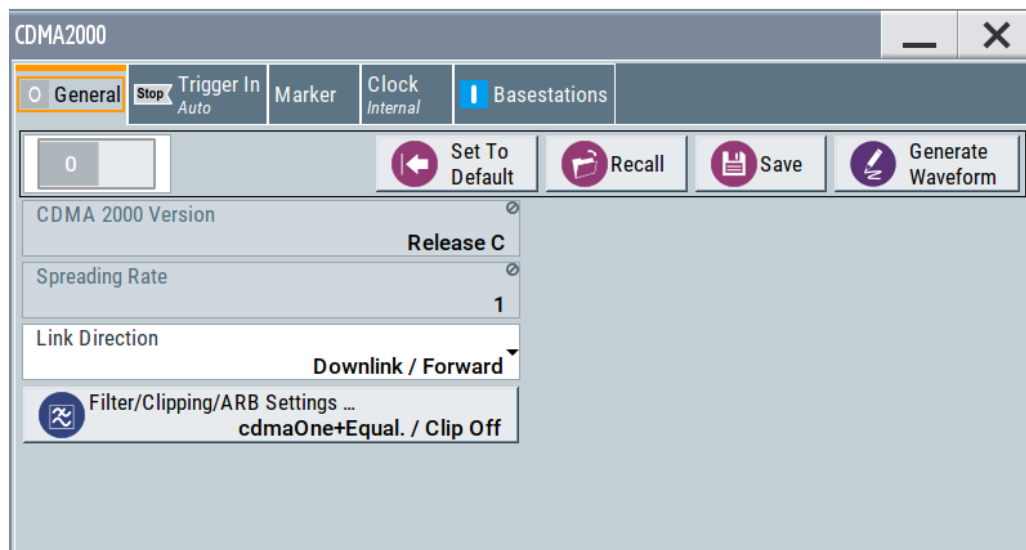 CDMA2000
0 General
Stop Trigger In
Auto
Marker
Clock
Internal
I Basestations
0
Set To
Default
Recall
Save
Generate
Waveform
CDMA 2000 Version
Release C
Spreading Rate
1
Link Direction
Downlink / Forward
Filter/Clipping/ARB Settings ...
cdmaOne+Equal. / Clip Off